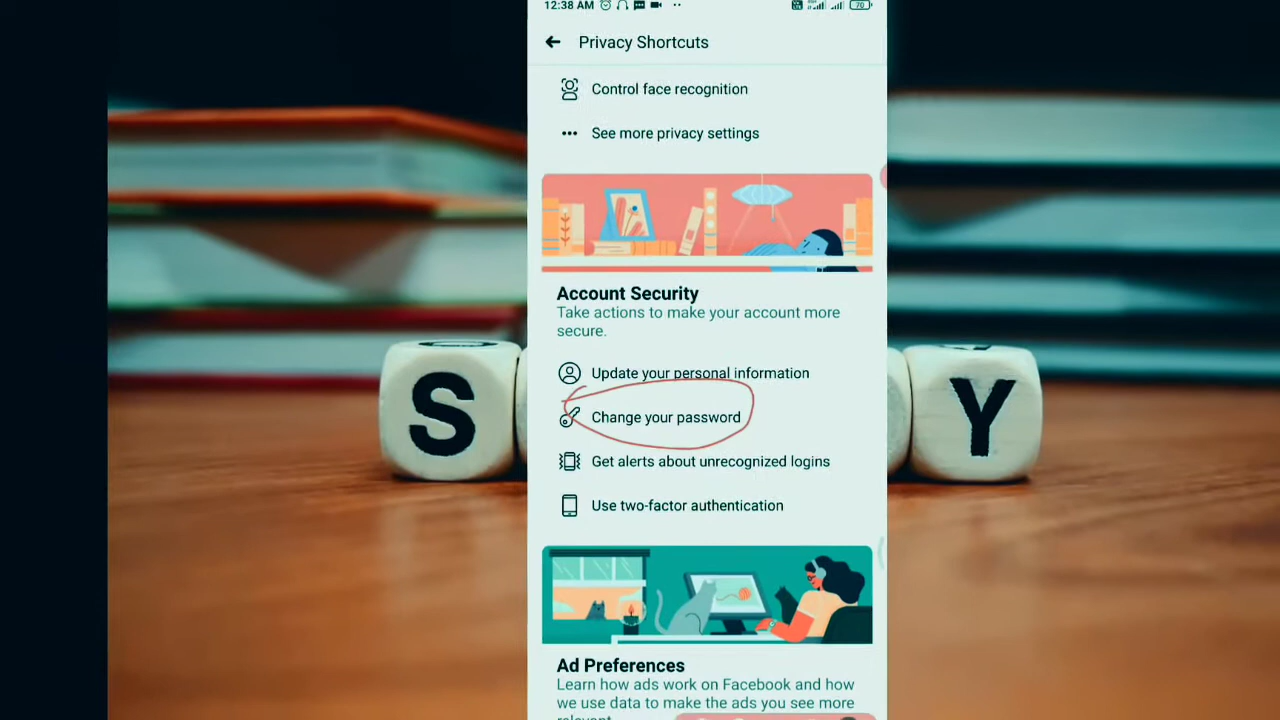 12:38 AM
70
Privacy Shortcuts
Control face recognition
See more privacy settings
Account Security
Take actions to make your account more
secure.
Update your personal information
S
Y
Change your password
Get alerts about unrecognized logins
Use two-factor authentication
Ad Preferences
Learn how ads work on Facebook and how
we use data to make the ads you see more